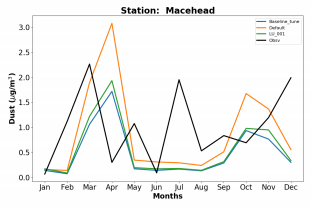 Station: Macehead
Baseline_tune
Default
LU_001
Obsv
Dust (μg/m³)
3.0
2.5
2.0
1.5
1.0
0.5
0.0
Jan Feb Mar Apr May Jun Jul Aug Sep Oct Nov Dec
Months